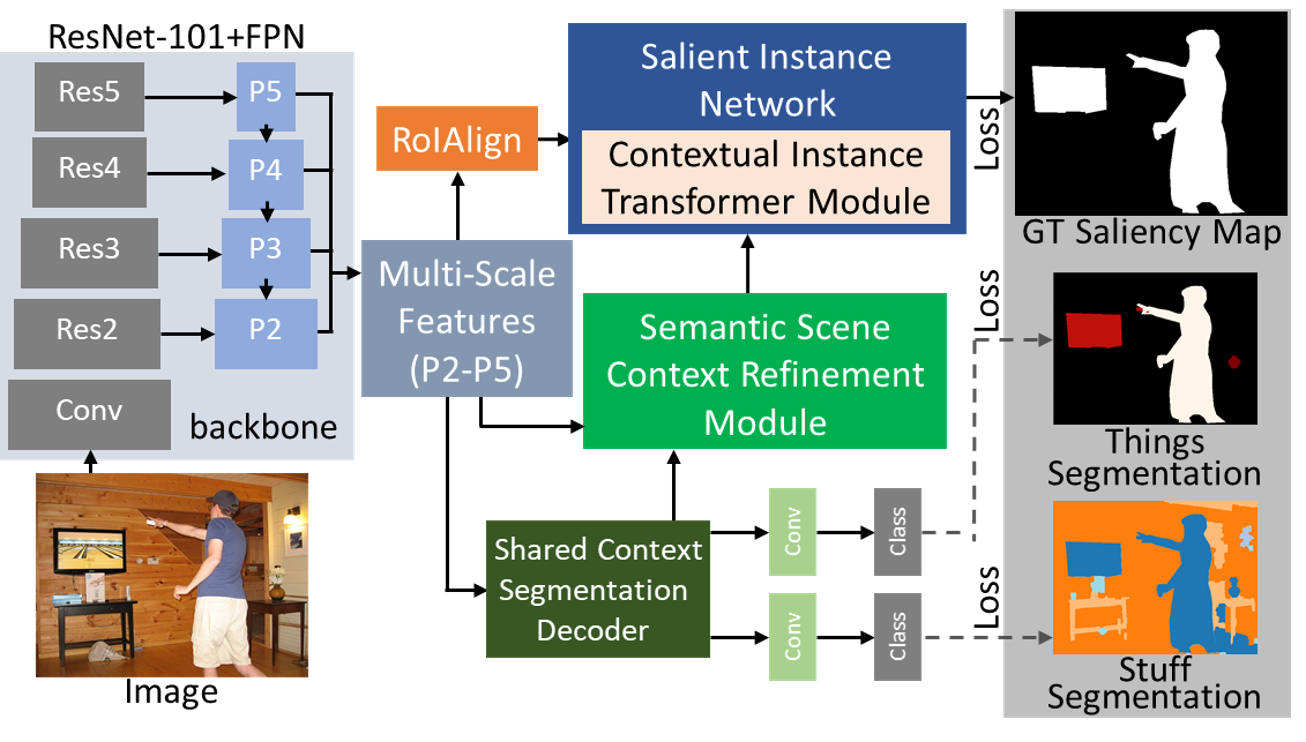 ResNet-101+FPN
Res5
P5
Res4
P4
Res3
P3
Res2
P2
Conv
backbone
Image
RoIAlign
Multi-Scale
Features
(P2-P5)
Salient Instance
Network
Contextual Instance
Transformer Module
Semantic Scene
Context Refinement
Module
Shared Context
Segmentation
Decoder
Conv
Class
Conv
Class
Loss
GT Saliency Map
Loss
Things
Segmentation
Loss
Stuff
Segmentation